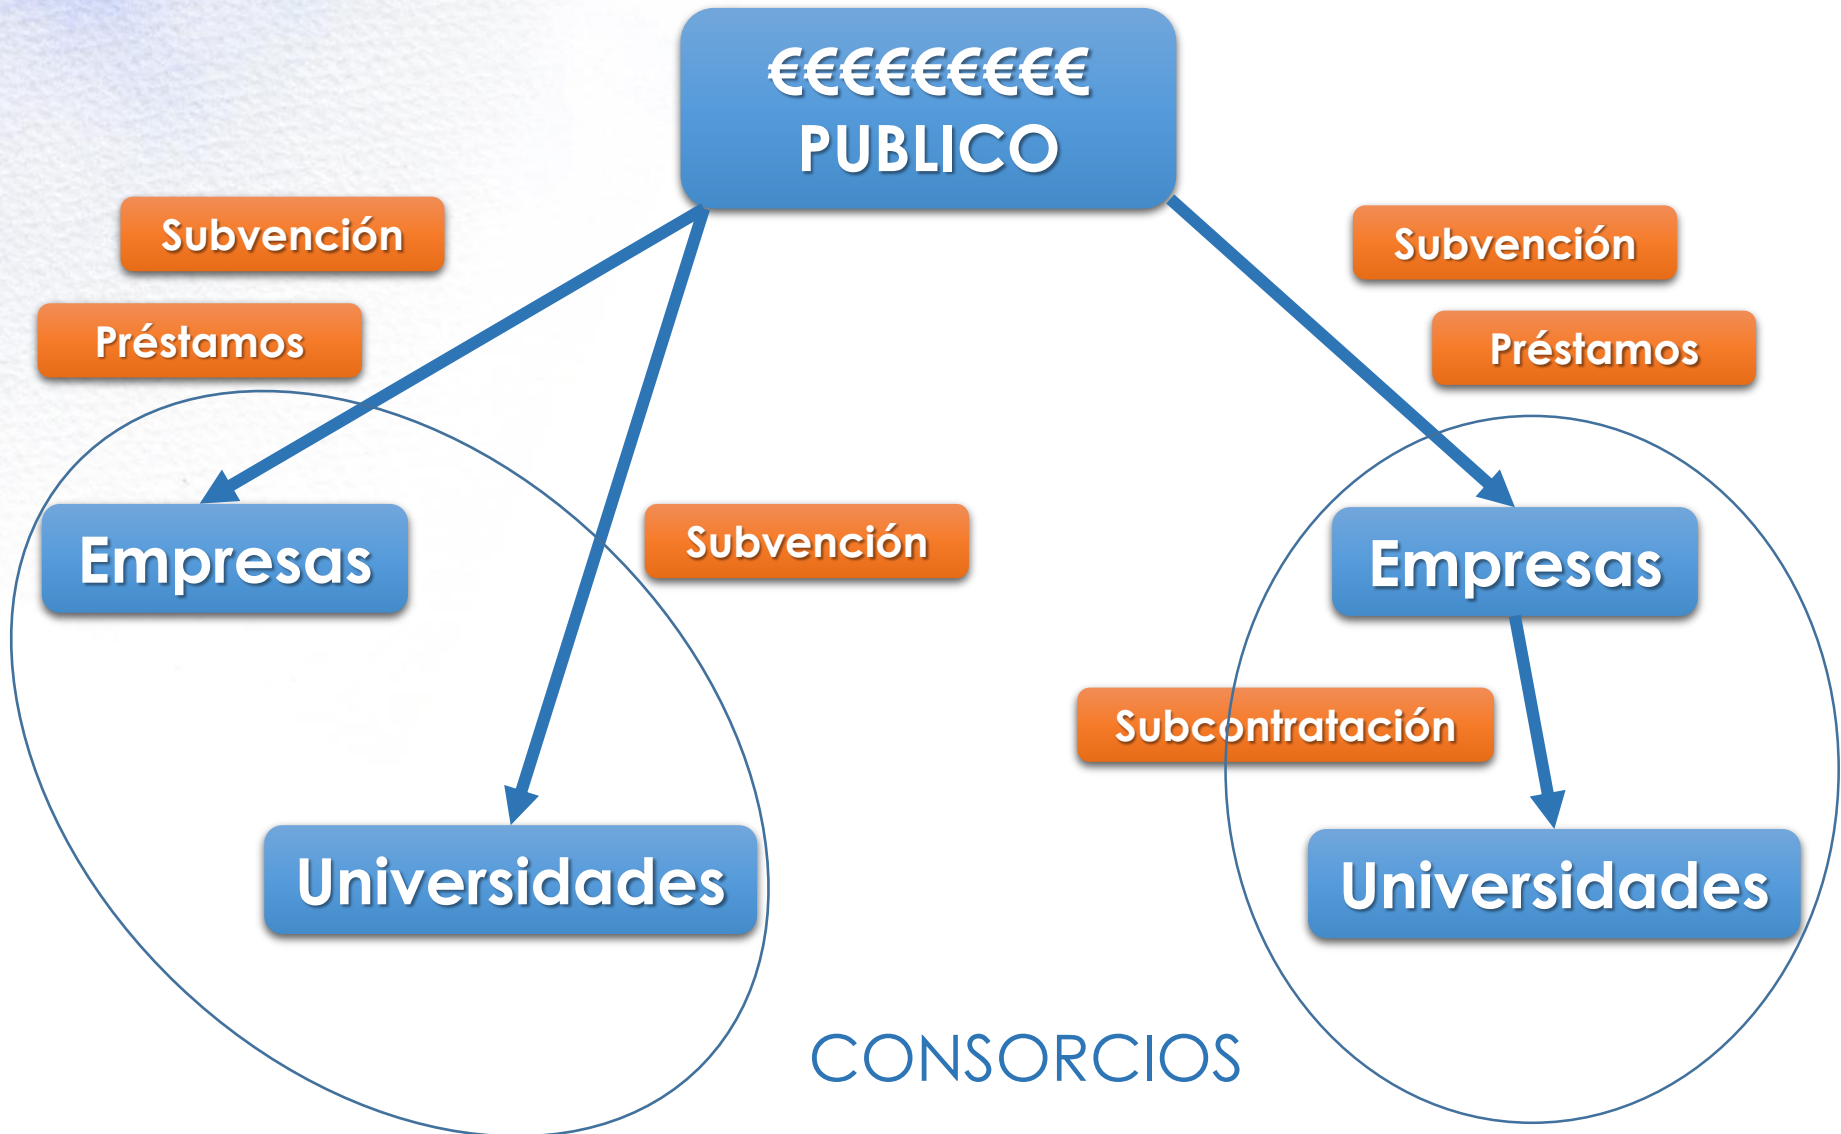 €€€€€€€€€
PUBLICO
Subvención
Préstamos
Subvención
Préstamos
Empresas
Subvención
Empresas
Subcontratación
Universidades
Universidades
CONSORCIOS